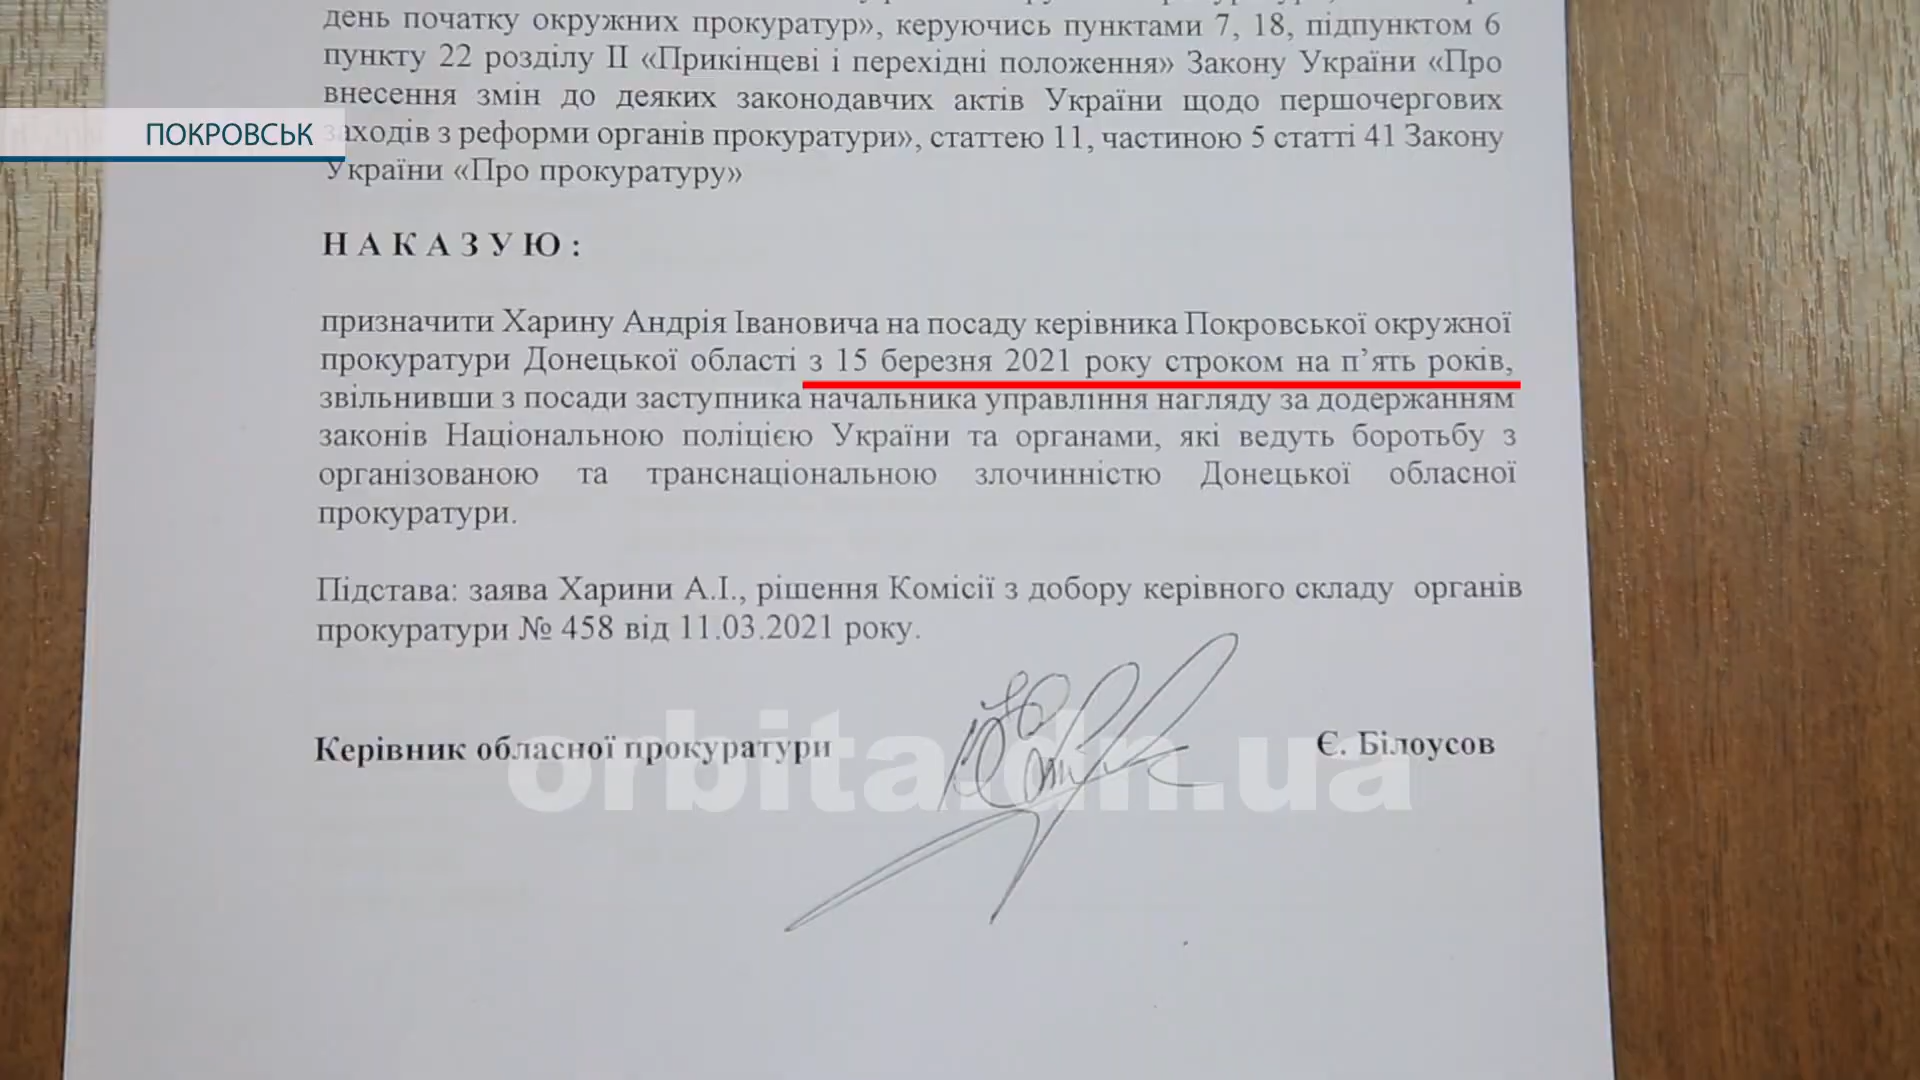 день початку окружних прокуратур», керуючись пунктами 7, 18, підпунктом 6
пункту 22 розділу ІІ «Прикінцеві і перехідні положення» Закону України «Про
внесення змін до деяких законодавчих актів України щодо першочергових
заходів з реформи органів прокуратури», статтею 11, частиною 5 статті 41 Закону
України «Про прокуратуру»
ПОКРОВСЬК
Н А К А З У Ю :
призначити Харину Андрія Івановича на посаду керівника Покровської окружної
прокуратури Донецької області з 15 березня 2021 року строком на п’ять років,
звільнивши з посади заступника начальника управління нагляду за додержанням
законів Національною поліцією України та органами, які ведуть боротьбу з
організованою та транснаціональною злочинністю Донецької обласної
прокуратури.
Підстава: заява Харини А.І., рішення Комісії з добору керівного складу органів
прокуратури № 458 від 11.03.2021 року.
Керівник обласної прокуратури Є. Білоусов
orbita.dn.ua